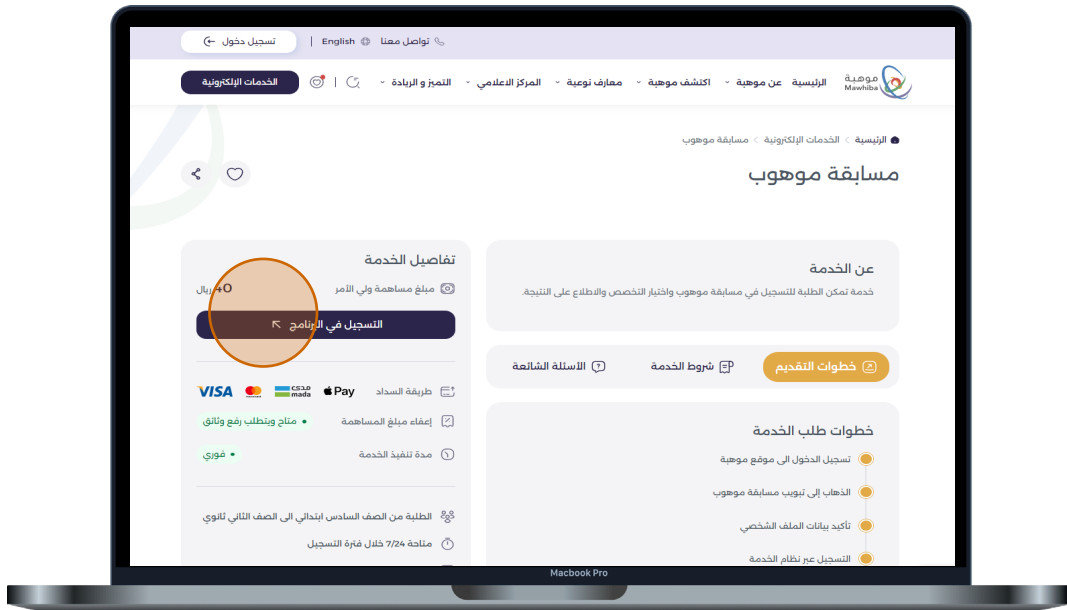 تواصل معنا English | تسجيل دخول
موهبة
Mawhiba
الرئيسية عن موهبة اكتشف موهبة معارف نوعية المركز الاعلامي التميز و الريادة | الخدمات الإلكترونية
الرئيسية > الخدمات الإلكترونية > مسابقة موهوب
مسابقة موهوب
عن الخدمة
خدمة تمكن الطلبة للتسجيل في مسابقة موهوب واختيار التخصص والاطلاع على النتيجة.
خطوات التقديم شروط الخدمة الأسئلة الشائعة
خطوات طلب الخدمة
تسجيل الدخول الى موقع موهبة
الذهاب إلى تبويب مسابقة موهوب
تأكيد بيانات الملف الشخصي
التسجيل عبر نظام الخدمة
تفاصيل الخدمة
مبلغ مساهمة ولي الأمر 40 ريال
التسجيل في البرنامج
طريقة السداد Pay مدى mada VISA
إعفاء مبلغ المساهمة • متاح ويتطلب رفع وثائق
مدة تنفيذ الخدمة • فوري
الطلبة من الصف السادس ابتدائي الى الصف الثاني ثانوي
متاحة 7/24 خلال فترة التسجيل
Macbook Pro